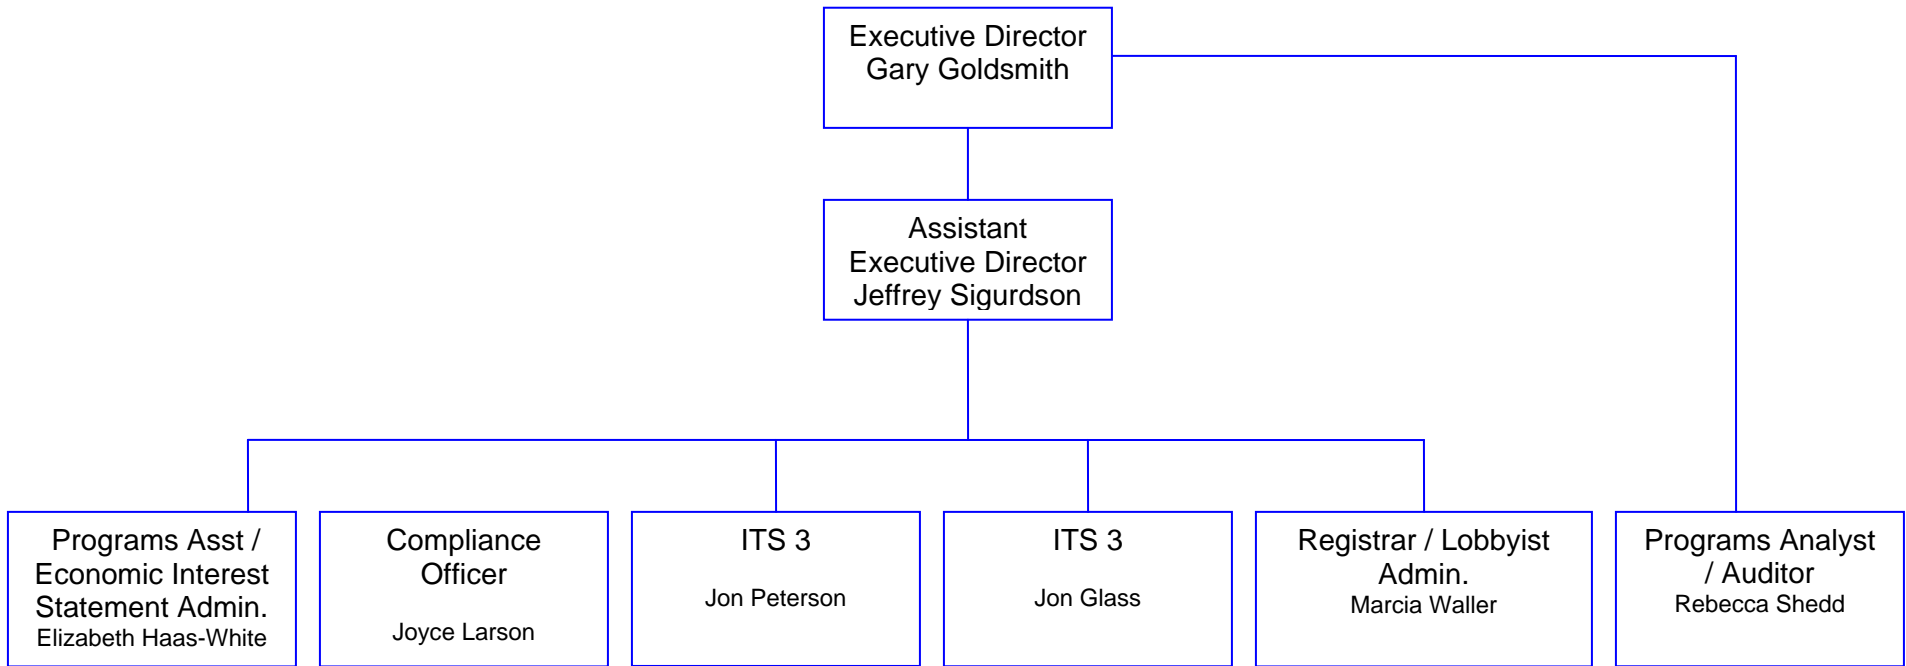 Executive Director
Gary Goldsmith
Assistant
Executive Director
Jeffrey Sigurdson
Programs Asst /
Economic Interest
Statement Admin.
Elizabeth Haas-White
Compliance
Officer
Joyce Larson
ITS 3
Jon Peterson
ITS 3
Jon Glass
Registrar / Lobbyist
Admin.
Marcia Waller
Programs Analyst
/ Auditor
Rebecca Shedd